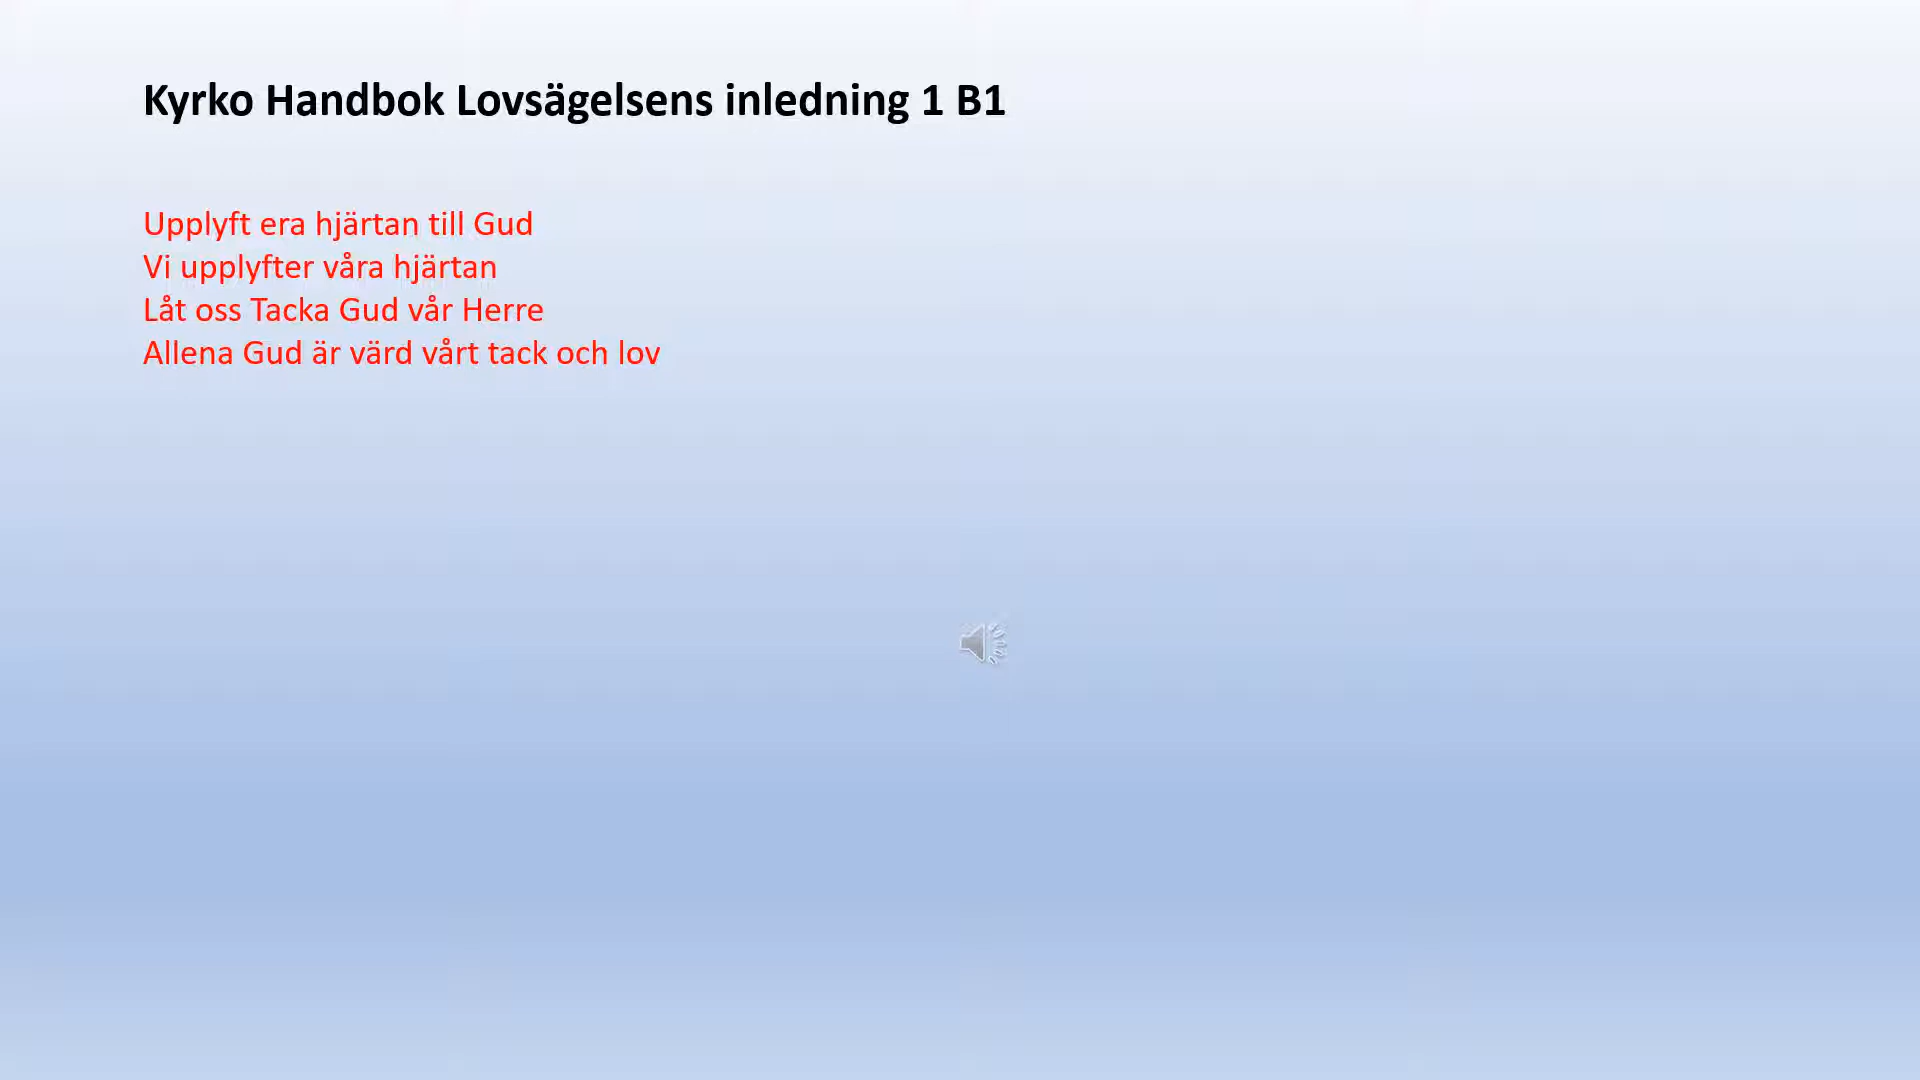 Kyrko Handbok Lovsägelsens inledning 1 B1
Upplyft era hjärtan till Gud
Vi upplyfter våra hjärtan
Låt oss Tacka Gud vår Herre
Allena Gud är värd vårt tack och lov